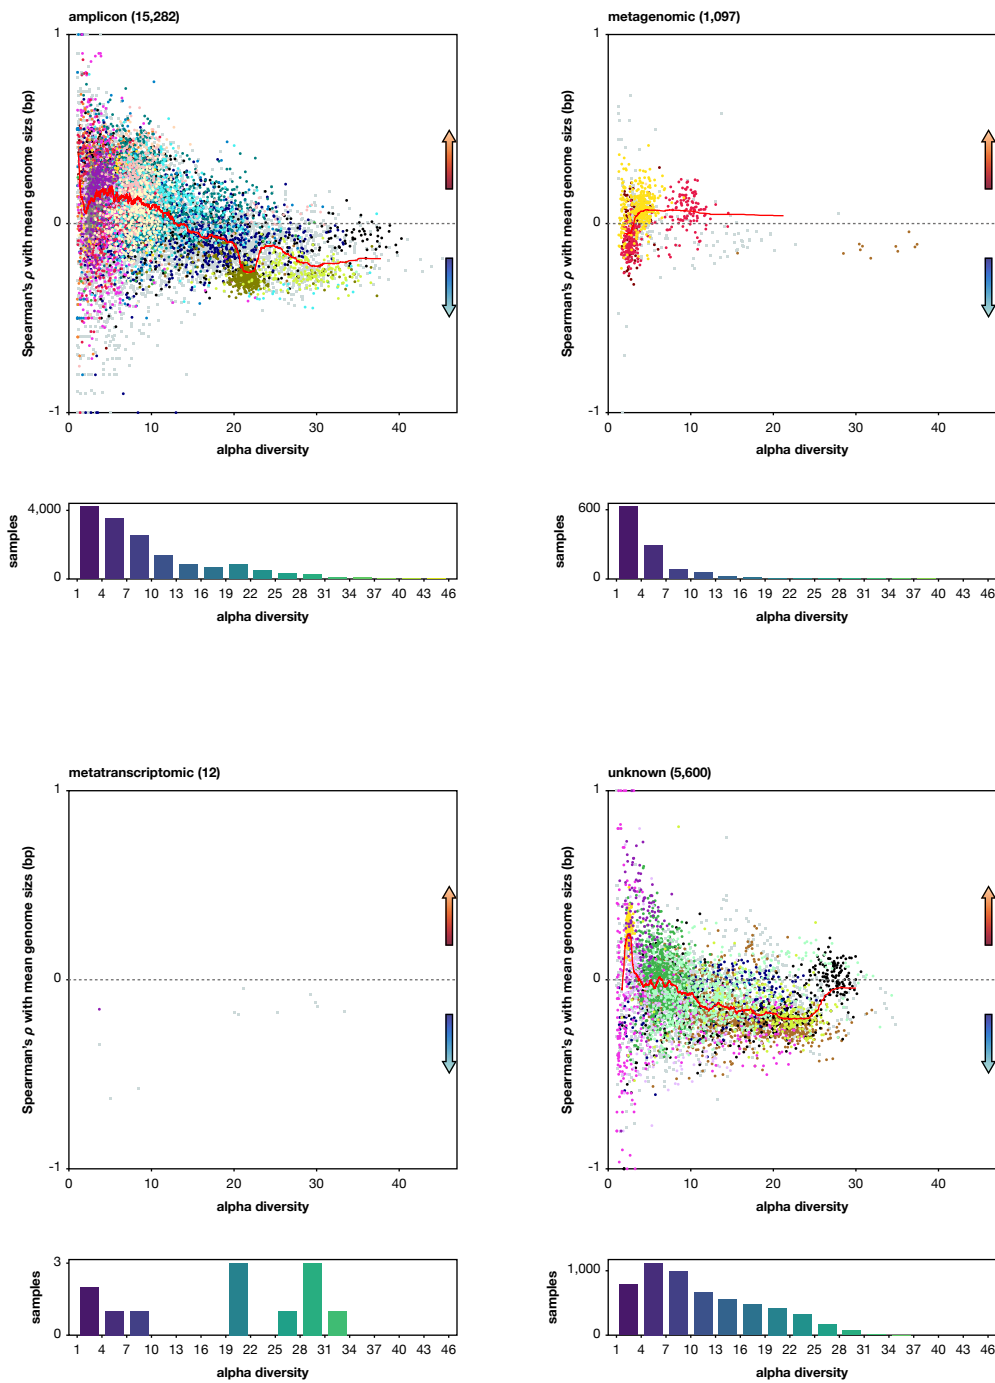 amplicon (15,282)
1
0
-1
Spearman's ρ with mean genome sizs (bp)
0 10 20 30 40
alpha diversity
4,000
0
samples
1 4 7 10 13 16 19 22 25 28 31 34 37 43 46
alpha diversity
metagenomic (1,097)
1
0
-1
Spearman's ρ with mean genome sizs (bp)
0 10 20 30 40
alpha diversity
600
0
samples
1 4 7 10 13 16 19 22 25 28 31 34 37 43 46
alpha diversity
metatranscriptomic (12)
1
0
-1
Spearman's ρ with mean genome sizs (bp)
0 10 20 30 40
alpha diversity
3
0
samples
1 4 7 10 13 16 19 22 25 28 31 34 37 43 46
alpha diversity
unknown (5,600)
1
0
-1
Spearman's ρ with mean genome sizs (bp)
0 10 20 30 40
alpha diversity
1,000
0
samples
1 4 7 10 13 16 19 22 25 28 31 34 37 43 46
alpha diversity